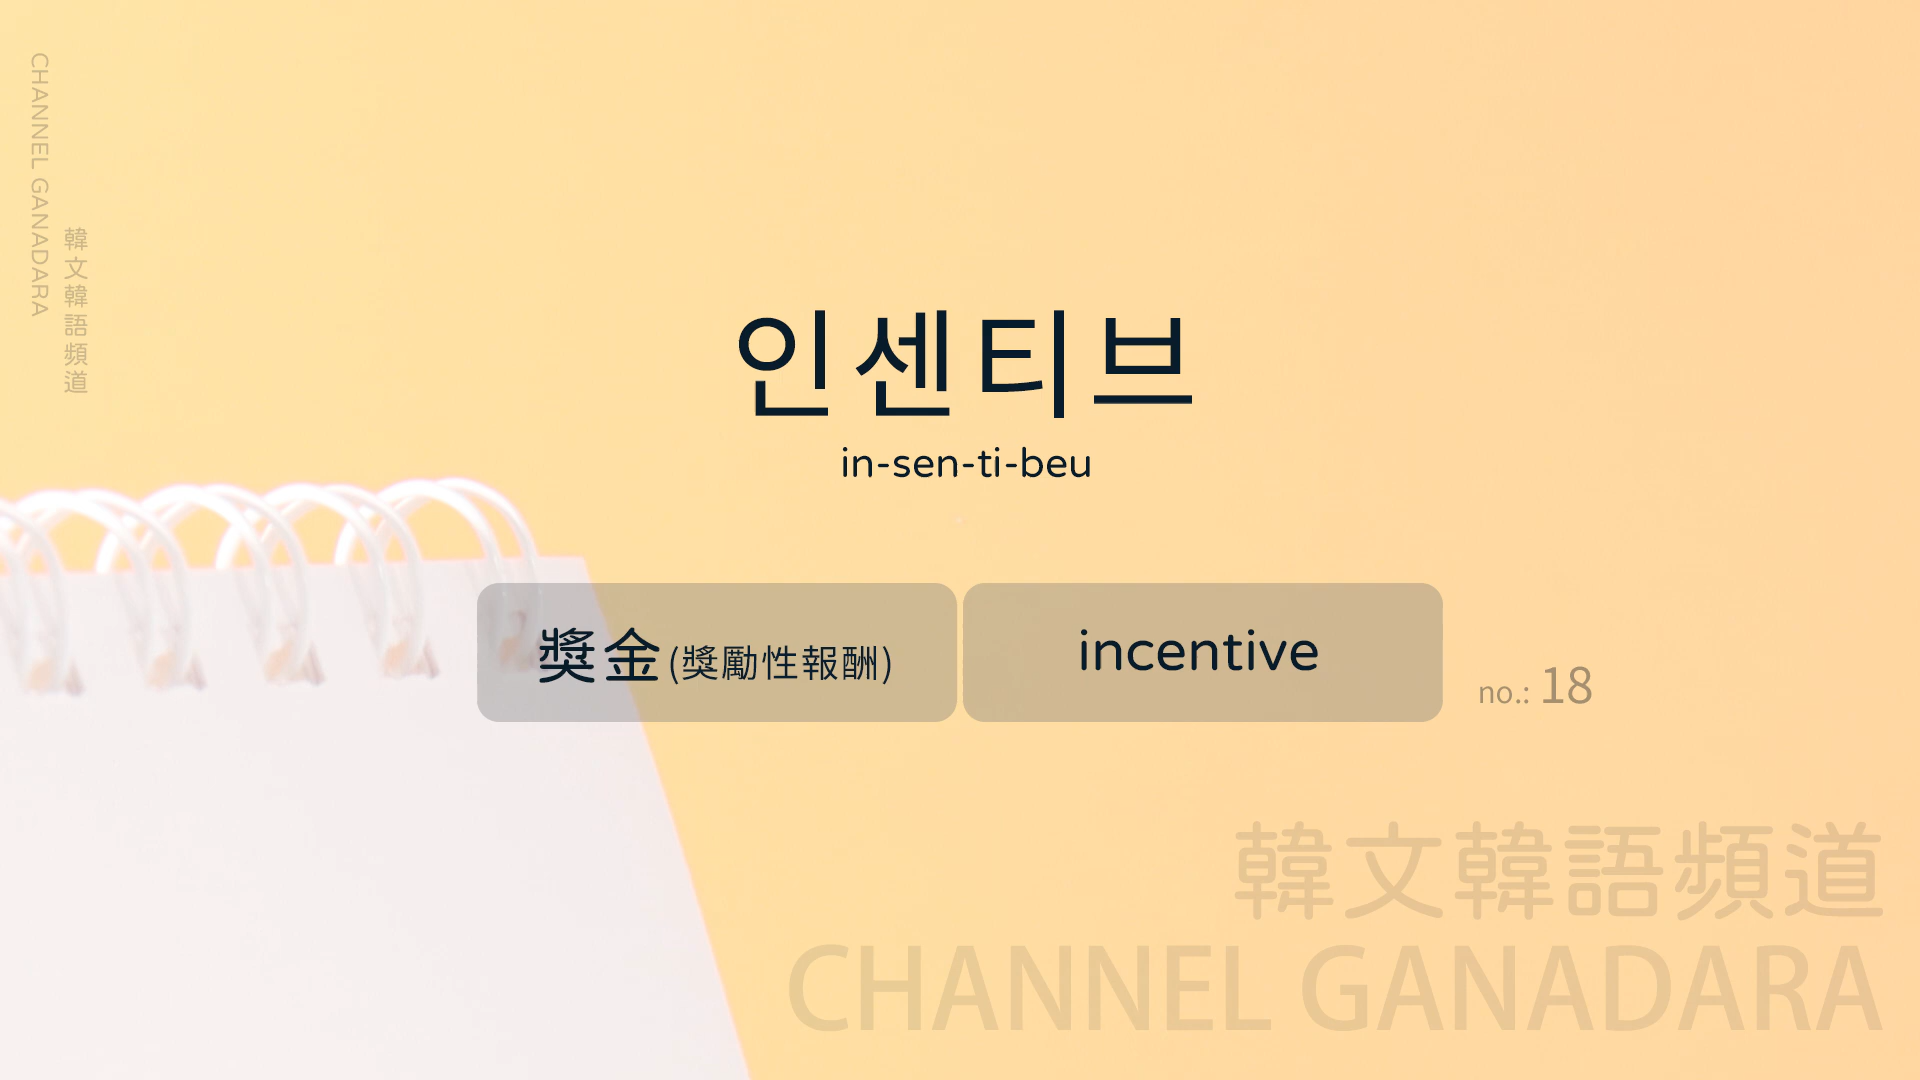 CHANNEL GANADARA
韓文韓語頻道
인센티브
in-sen-ti-beu
獎金(獎勵性報酬)
incentive
no.: 18
韓文韓語頻道
CHANNEL GANADARA